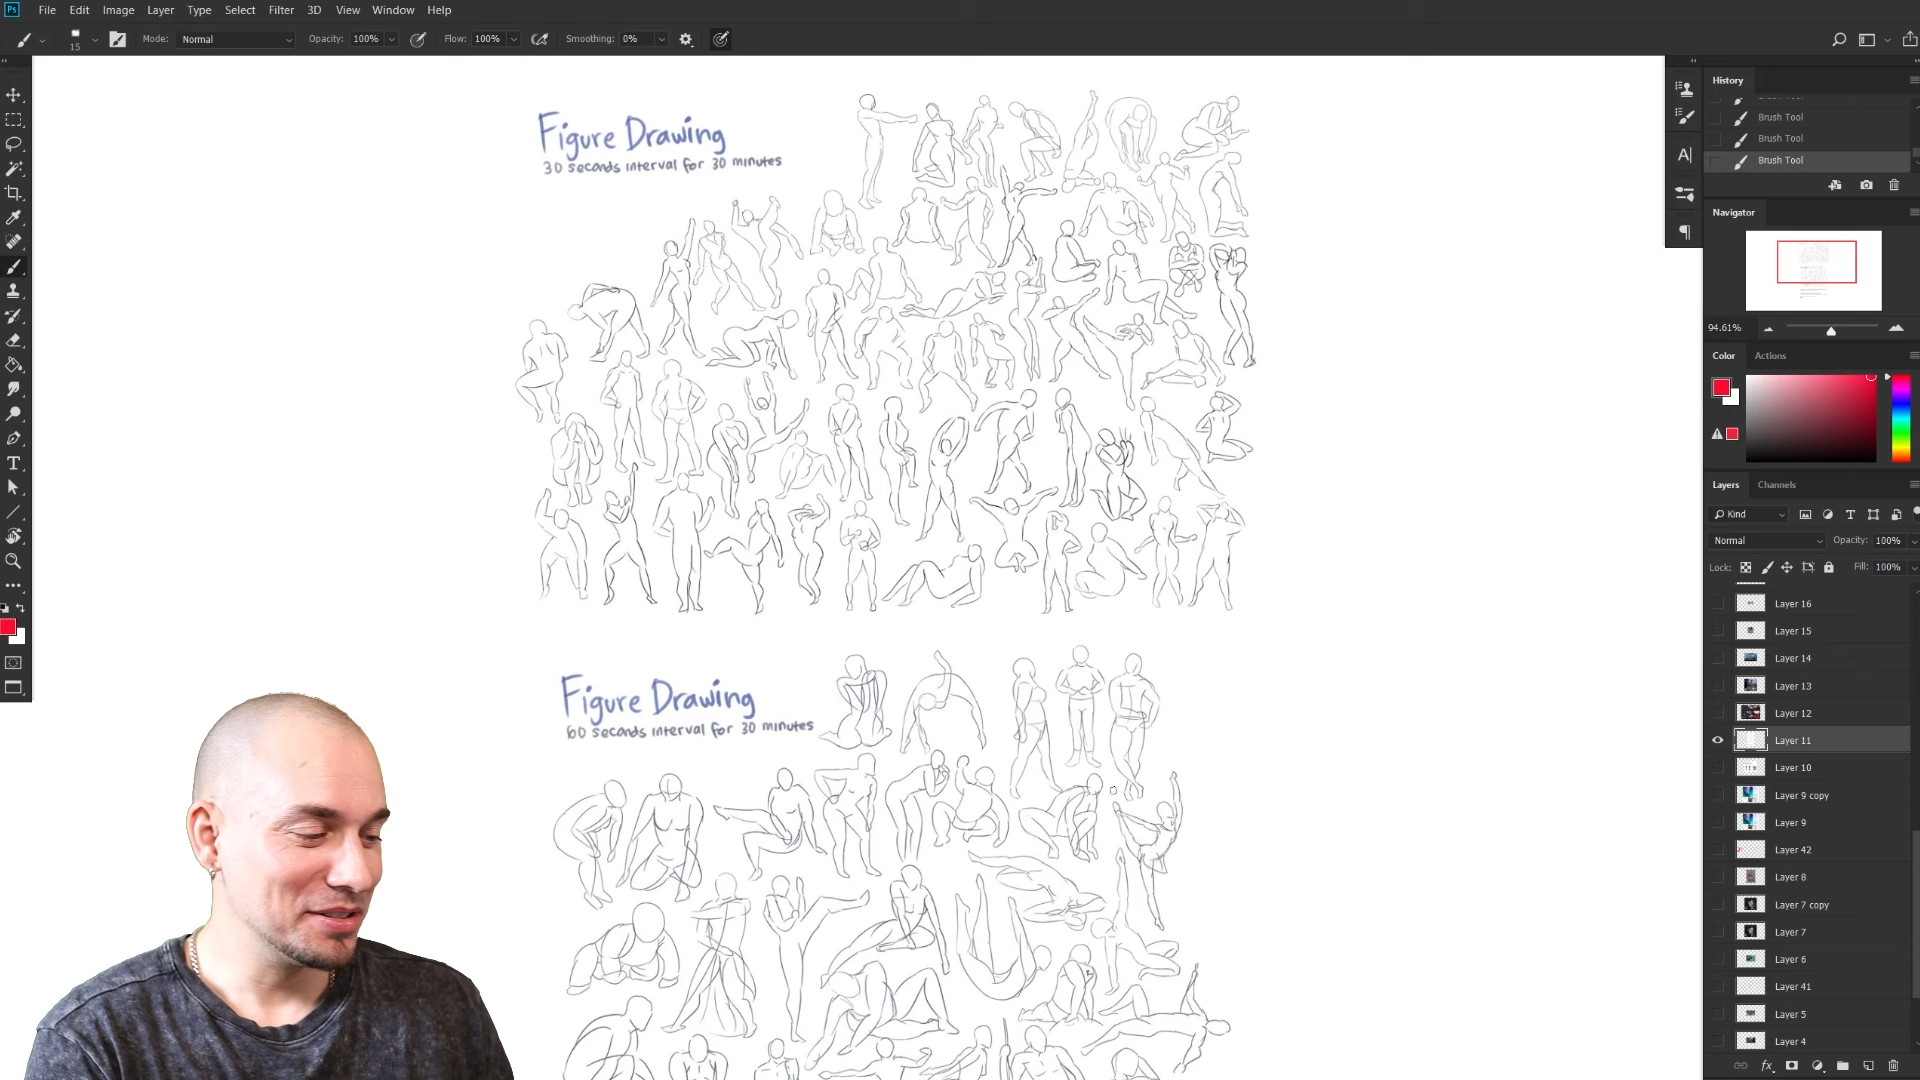 Ps File Edit Image Layer Type Select Filter 3D View Window Help
15 Mode: Normal Opacity: 100% Flow: 100% Smoothing: 0%
History
Brush Tool
Brush Tool
Brush Tool
Navigator
94.61%
Color Actions
Layers Channels
Kind
Normal Opacity: 100%
Lock: Fill: 100%
Layer 16
Layer 15
Layer 14
Layer 13
Layer 12
Layer 11
Layer 10
Layer 9 copy
Layer 9
Layer 42
Layer 8
Layer 7 copy
Layer 7
Layer 6
Layer 41
Layer 5
Layer 4
Figure Drawing
30 seconds interval for 30 minutes
Figure Drawing
60 seconds interval for 30 minutes